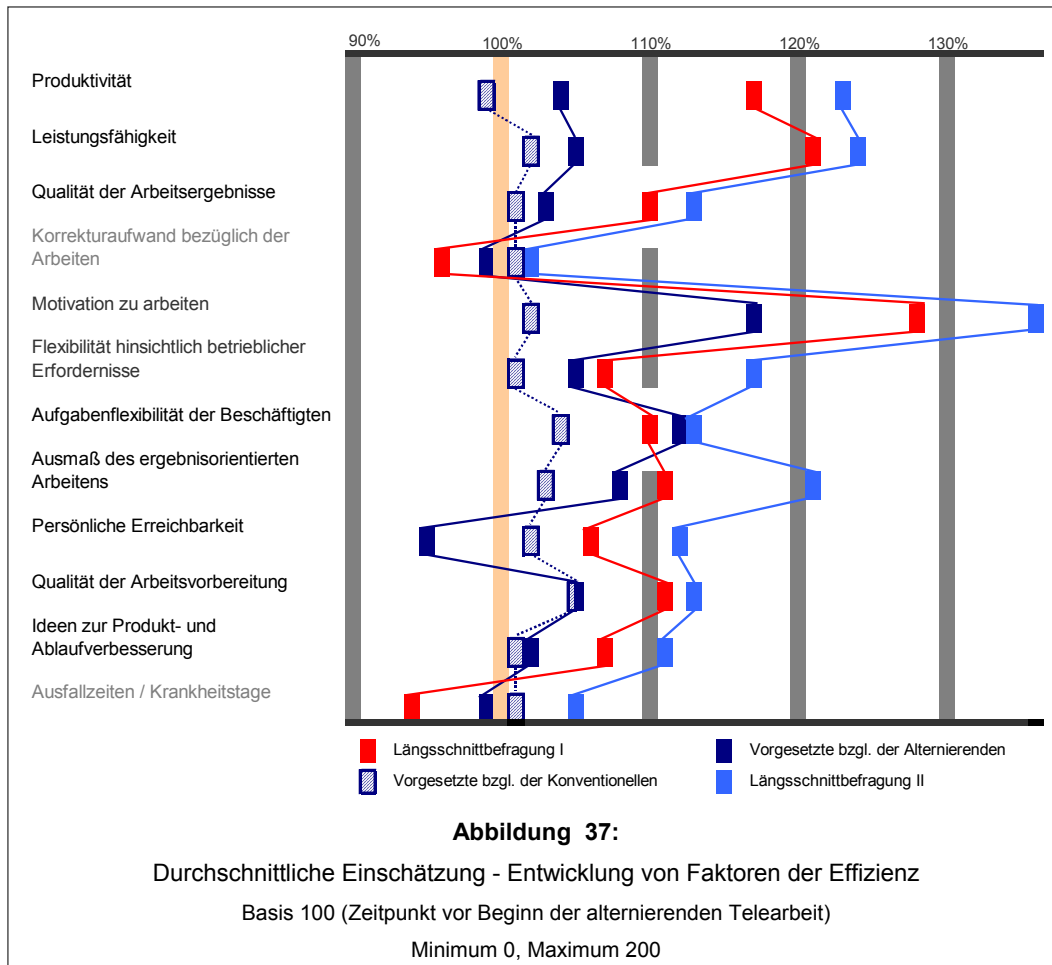 90% 100% 110% 120% 130%
Produktivität
Leistungsfähigkeit
Qualität der Arbeitsergebnisse
Korrekturaufwand bezüglich der
Arbeiten
Motivation zu arbeiten
Flexibilität hinsichtlich betrieblicher
Erfordernisse
Aufgabenflexibilität der Beschäftigten
Ausmaß des ergebnisorientierten
Arbeitens
Persönliche Erreichbarkeit
Qualität der Arbeitsvorbereitung
Ideen zur Produkt- und
Ablaufverbesserung
Ausfallzeiten / Krankheitstage
Längsschnittbefragung I Vorgesetzte bzgl. der Alternierenden
Vorgesetzte bzgl. der Konventionellen Längsschnittbefragung II
Abbildung 37:
Durchschnittliche Einschätzung - Entwicklung von Faktoren der Effizienz
Basis 100 (Zeitpunkt vor Beginn der alternierenden Telearbeit)
Minimum 0, Maximum 200